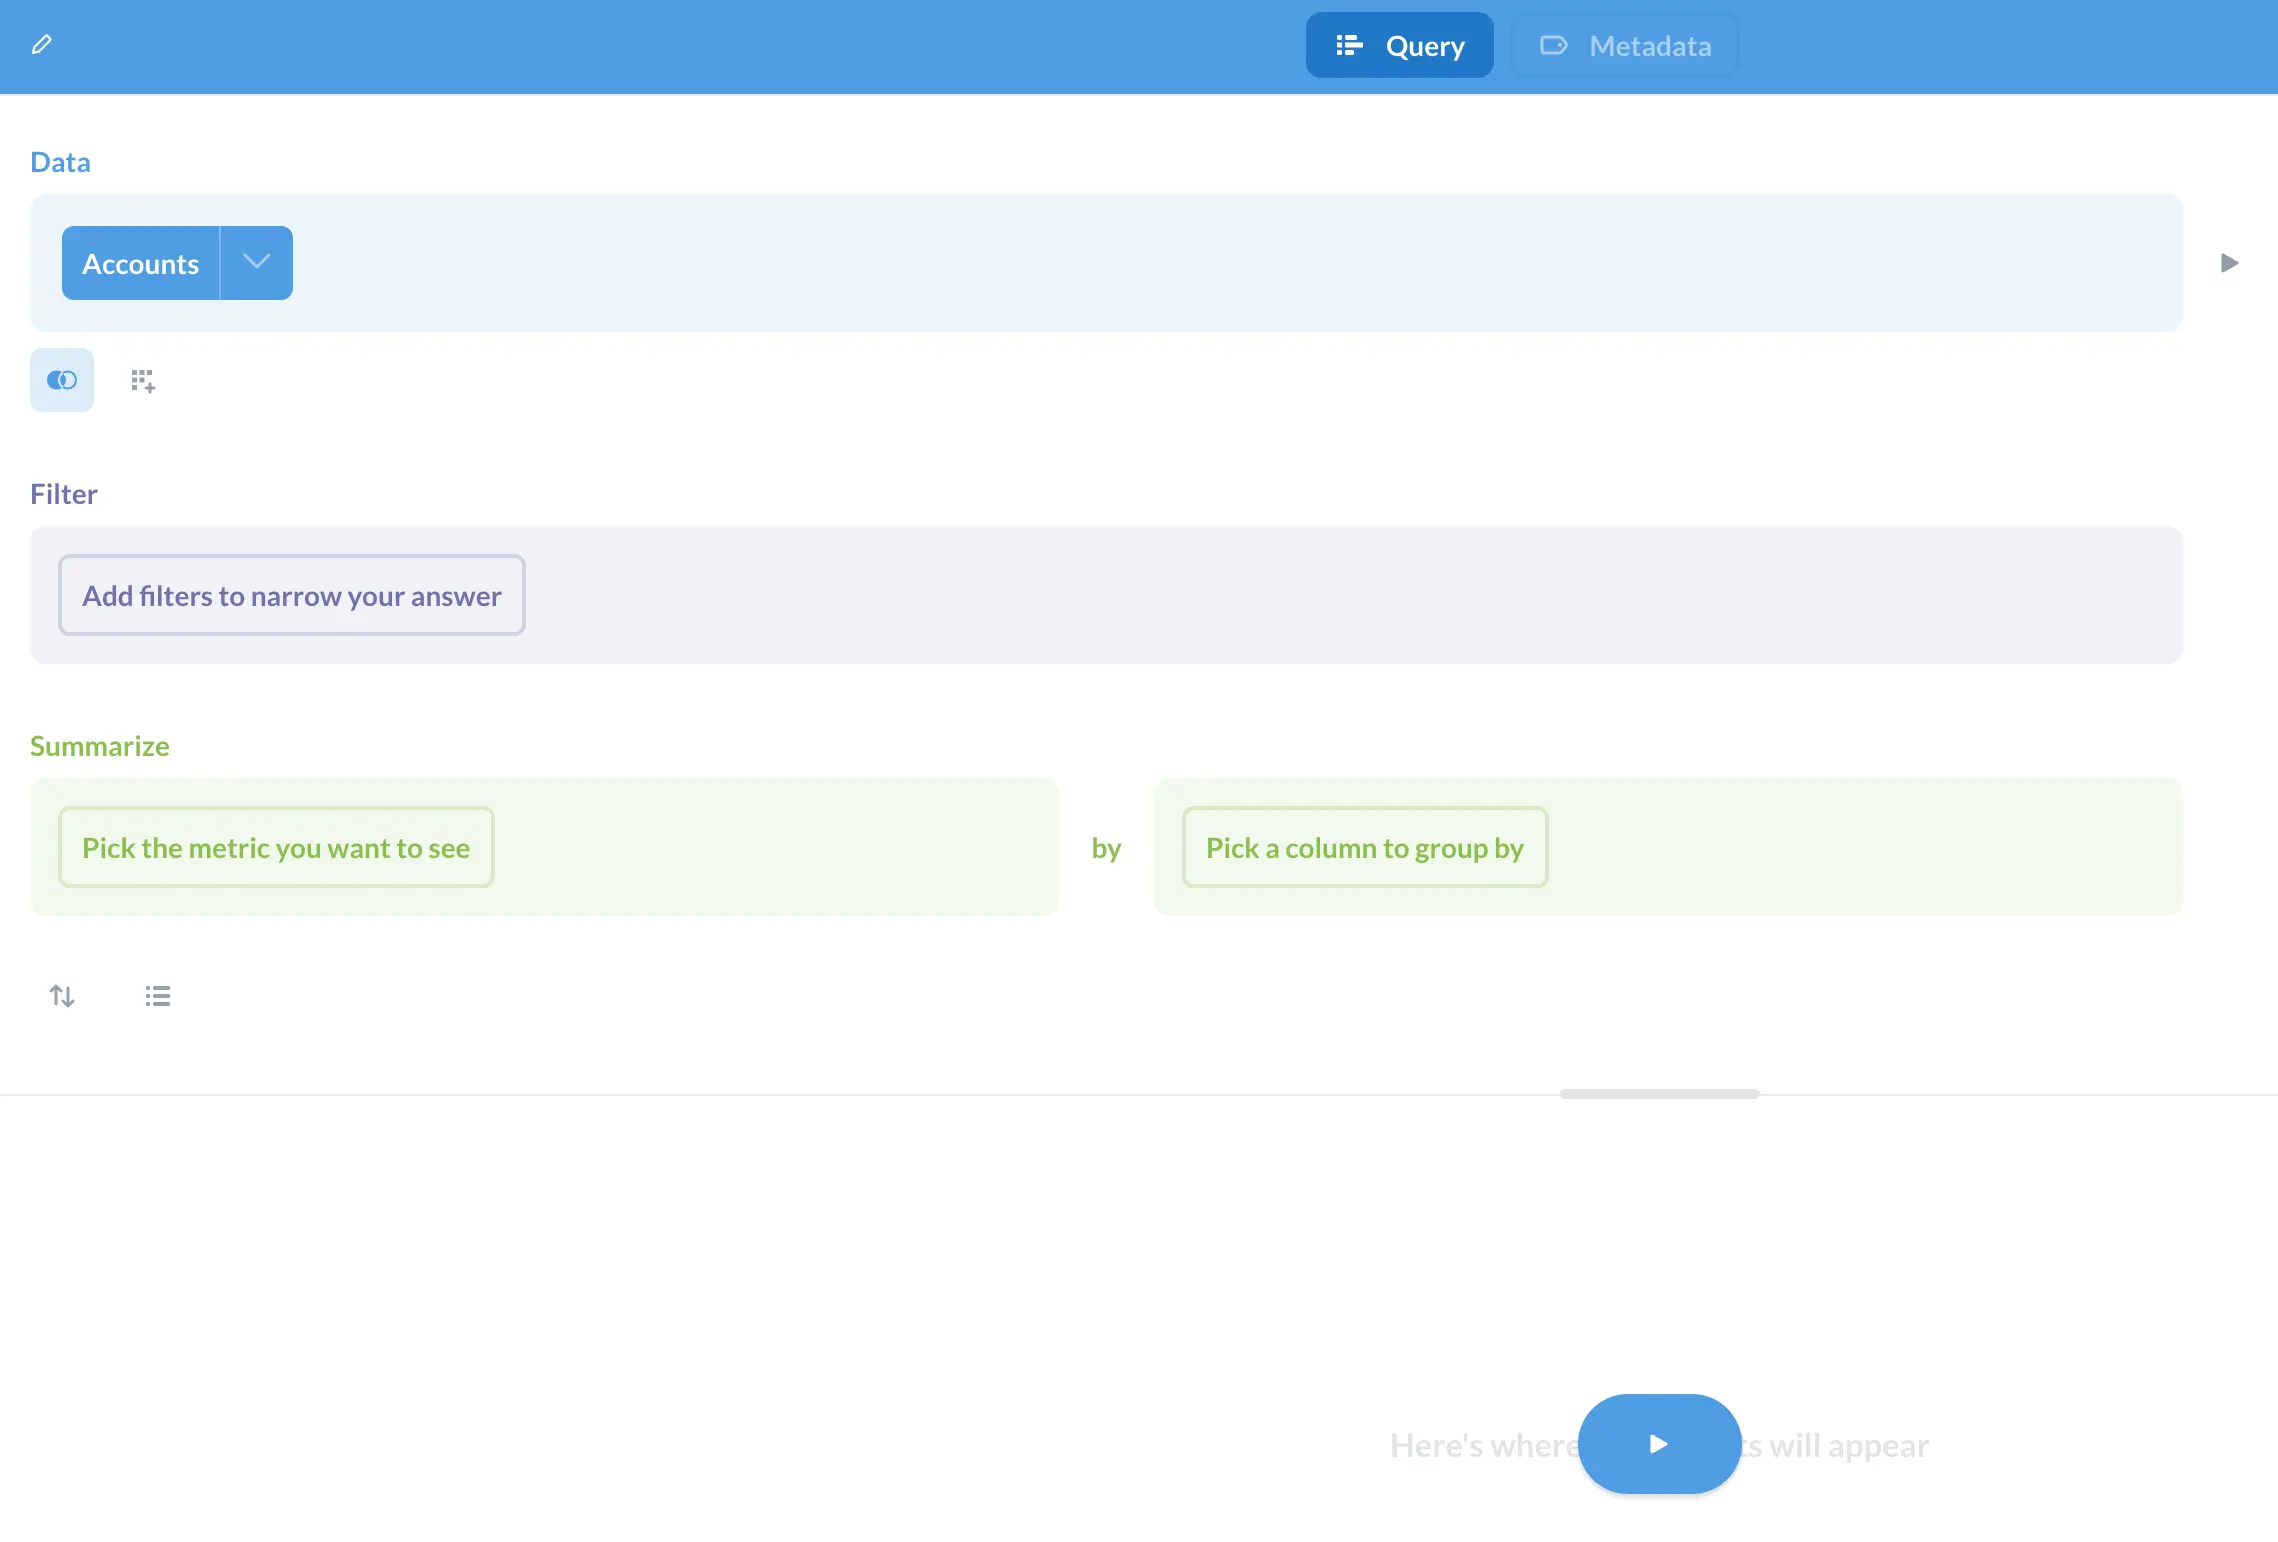 Query
Metadata
Data
Accounts
Filter
Add filters to narrow your answer
Summarize
Pick the metric you want to see
by
Pick a column to group by
Here's where will appear